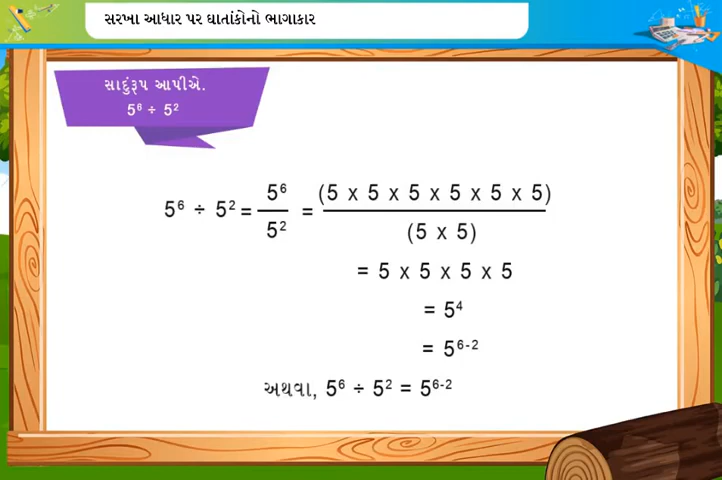 સરખા આધાર પર ઘાતાંકોનો ભાગાકાર
સાદુંરૂપ આપીએ.
5⁶ ÷ 5²
5⁶ ÷ 5² = 5⁶/5² = (5 x 5 x 5 x 5 x 5 x 5)/(5 x 5)
= 5 x 5 x 5 x 5
= 5⁴
= 5⁶⁻²
અથવા, 5⁶ ÷ 5² = 5⁶⁻²